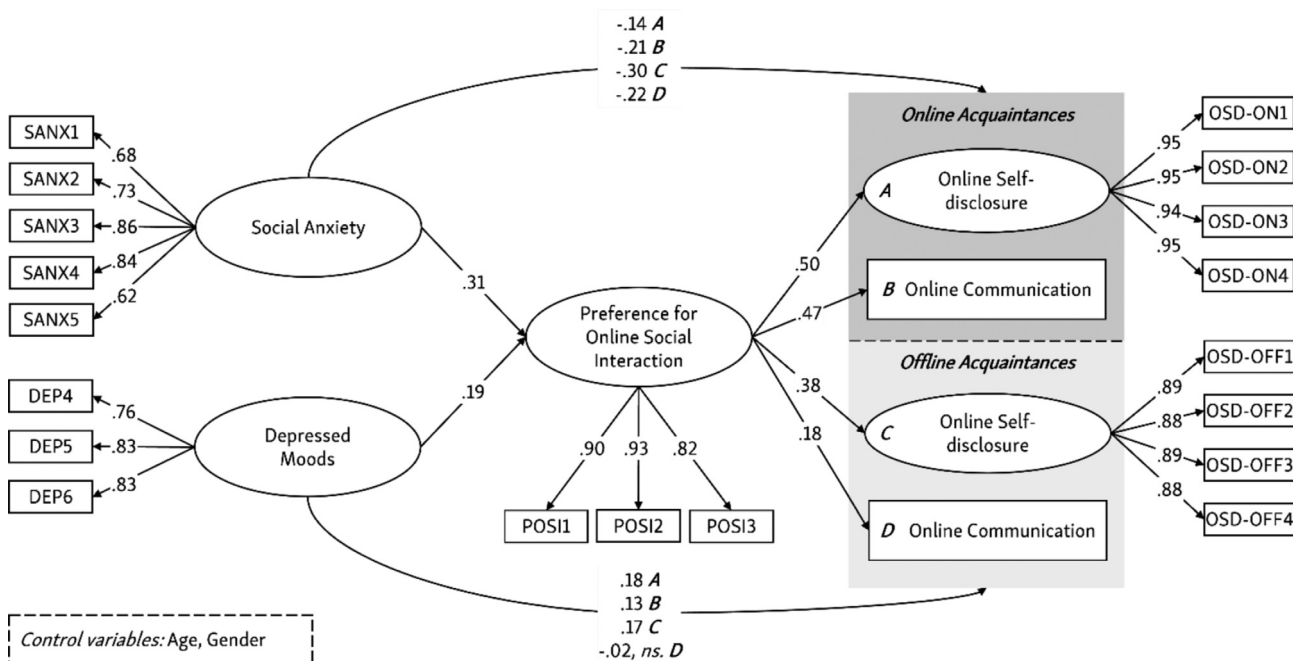 -.14 A
-.21 B
-.30 C
-.22 D
SANX1
SANX2
SANX3
SANX4
SANX5
.68
.73
.86
.84
.62
Social Anxiety
.31
DEP4
DEP5
DEP6
.76
.83
.83
Depressed
Moods
.19
Preference for
Online Social
Interaction
.90
.93
.82
POSI1
POSI2
POSI3
.50
.47
.38
.18
Online Acquaintances
A Online Self-
disclosure
B Online Communication
Offline Acquaintances
C Online Self-
disclosure
D Online Communication
.95
.95
.94
.95
OSD-ON1
OSD-ON2
OSD-ON3
OSD-ON4
.89
.88
.89
.88
OSD-OFF1
OSD-OFF2
OSD-OFF3
OSD-OFF4
.18 A
.13 B
.17 C
-.02, ns. D
Control variables: Age, Gender